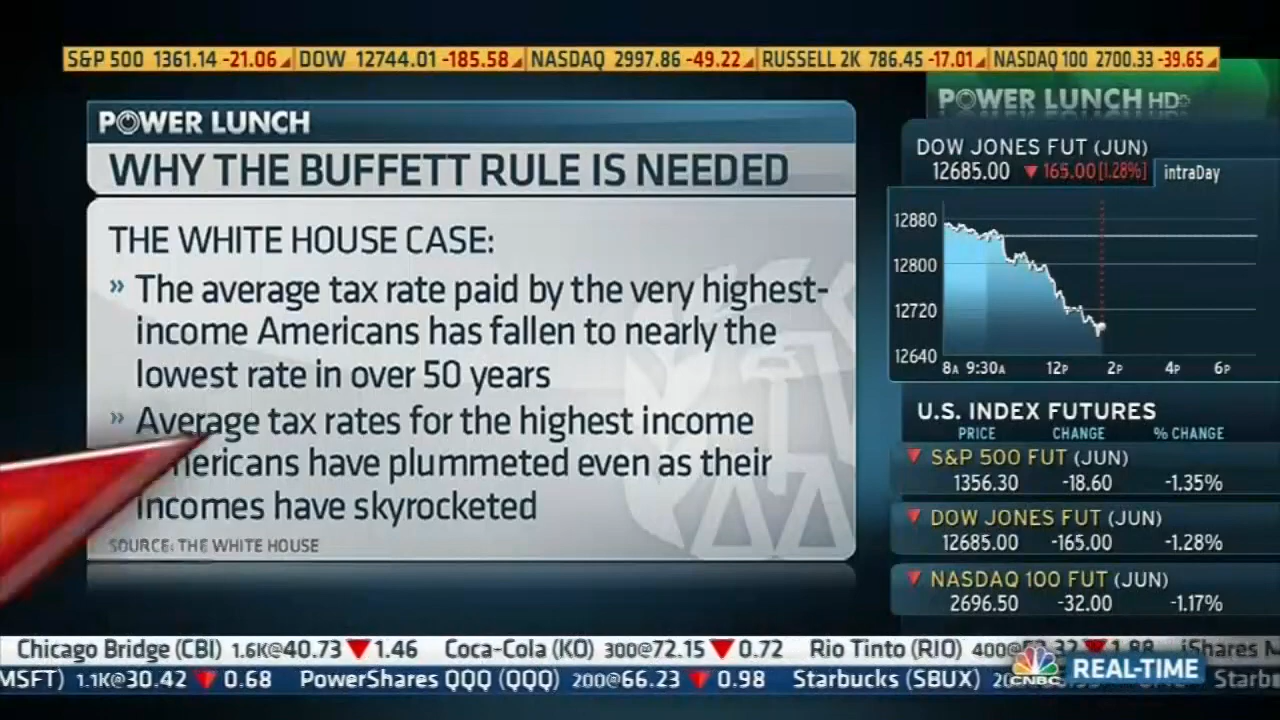 S&P 500 1361.14 -21.06 DOW 12744.01 -185.58 NASDAQ 2997.86 -49.22 RUSSELL 2K 786.45 -17.01 NASDAQ 100 2700.33 -39.65
POWER LUNCH
WHY THE BUFFETT RULE IS NEEDED
THE WHITE HOUSE CASE:
» The average tax rate paid by the very highest-
income Americans has fallen to nearly the
lowest rate in over 50 years
» Average tax rates for the highest income
mericans have plummeted even as their
incomes have skyrocketed
SOURCE: THE WHITE HOUSE
POWER LUNCH HD
DOW JONES FUT (JUN)
12685.00 ▼ 165.00[1.28%] intraDay
12880
12800
12720
12640
8A 9:30A 12P 2P 4P 6P
U.S. INDEX FUTURES
PRICE CHANGE % CHANGE
▼ S&P 500 FUT (JUN)
1356.30 -18.60 -1.35%
▼ DOW JONES FUT (JUN)
12685.00 -165.00 -1.28%
▼ NASDAQ 100 FUT (JUN)
2696.50 -32.00 -1.17%
Chicago Bridge (CBI) 1.6K@40.73 ▼ 1.46 Coca-Cola (KO) 300@72.15 ▼ 0.72 Rio Tinto (RIO) iShares M
MSFT) 1.1K@30.42 ▼ 0.68 PowerShares QQQ (QQQ) 200@66.23 ▼ 0.98 Starbucks (SBUX) Starb
CNBC REAL-TIME